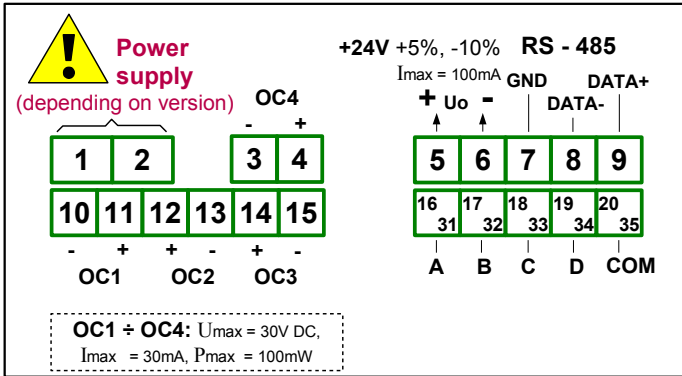 !
Power
supply
(depending on version)
OC4
- +
+24V +5%, -10% RS - 485
Imax = 100mA GND DATA+
+ Uo - DATA-
1 2 3 4 5 6 7 8 9
10 11 12 13 14 15
16 17 18 19 20
31 32 33 34 35
- + + - + -
OC1 OC2 OC3
A B C D COM
OC1 ÷ OC4: Umax = 30V DC,
Imax = 30mA, Pmax = 100mW